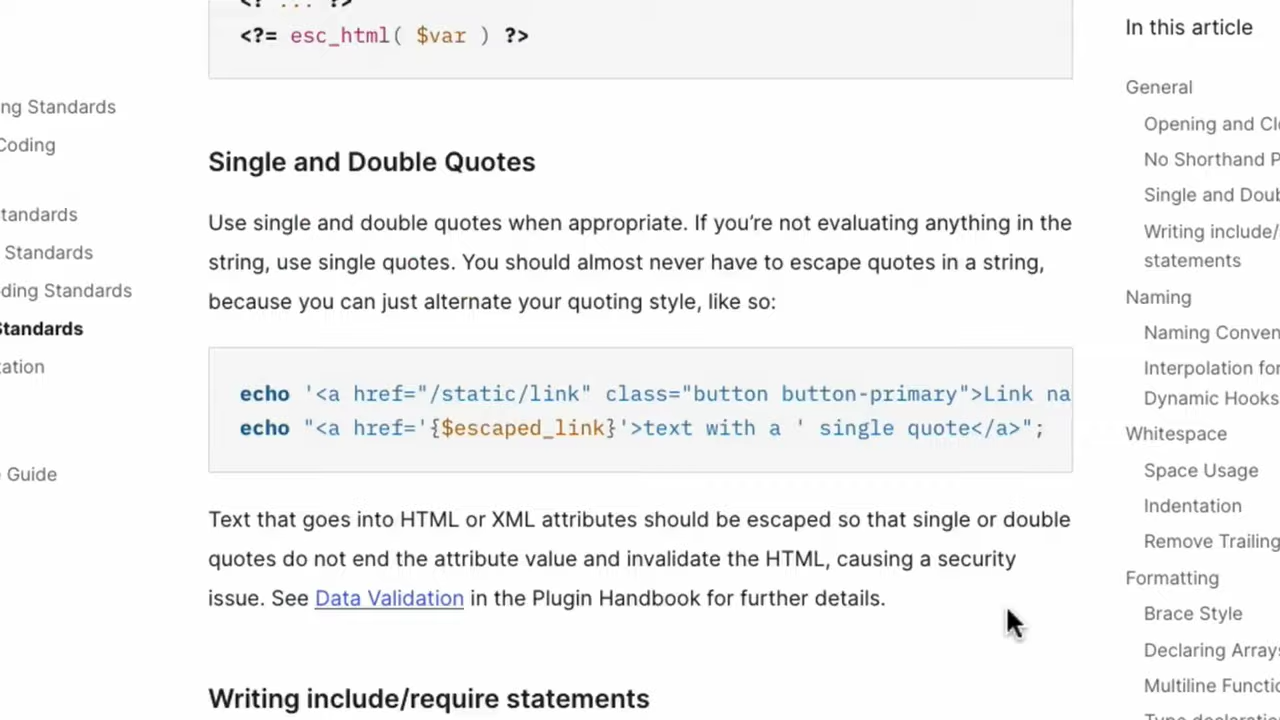 <?= esc_html( $var ) ?>
ng Standards
Coding
tandards
Standards
ding Standards
Standards
tation
Guide
Single and Double Quotes
Use single and double quotes when appropriate. If you’re not evaluating anything in the
string, use single quotes. You should almost never have to escape quotes in a string,
because you can just alternate your quoting style, like so:
echo '<a href="/static/link" class="button button-primary">Link na
echo "<a href='{$escaped_link}'>text with a ' single quote</a>";
Text that goes into HTML or XML attributes should be escaped so that single or double
quotes do not end the attribute value and invalidate the HTML, causing a security
issue. See Data Validation in the Plugin Handbook for further details.
Writing include/require statements
In this article
General
Opening and Cl
No Shorthand P
Single and Doub
Writing include/
statements
Naming
Naming Conven
Interpolation for
Dynamic Hooks
Whitespace
Space Usage
Indentation
Remove Trailing
Formatting
Brace Style
Declaring Arrays
Multiline Functio